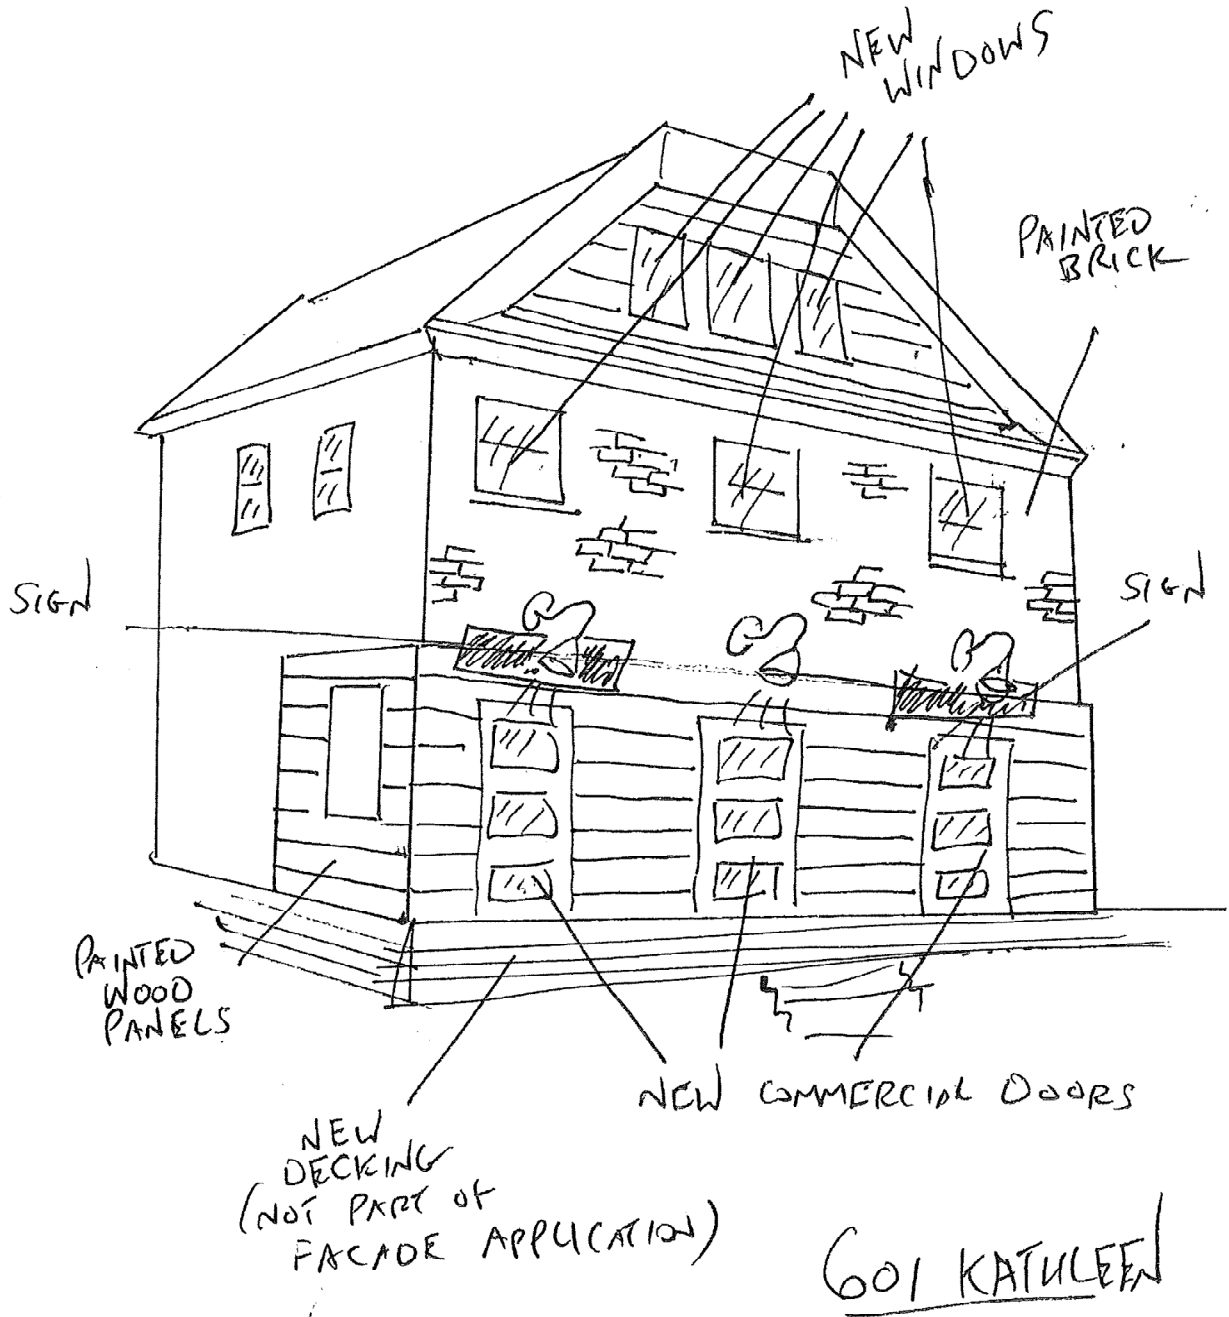 NEW
WINDOWS
PAINTED
BRICK
SIGN
SIGN
PAINTED
WOOD
PANELS
NEW COMMERCIAL DOORS
NEW
DECKING
(NOT PART OF
FACADE APPLICATION)
601 KATHLEEN